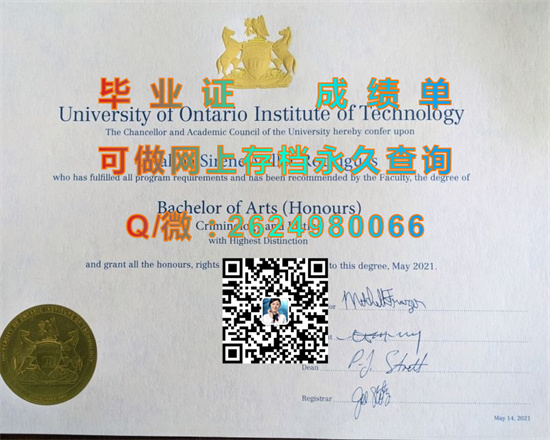 毕业证 成绩单
University of Ontario Institute of Technology
The Chancellor and Academic Council of the University hereby confer upon
可做网上存档永久查询
who has fulfilled all program requirements and has been recommended by the Faculty, the degree of
Bachelor of Arts (Honours)
Q/微:2624980066
Criminology and
with Highest Distinction
and grant all the honours, rights to this degree, May 2021.
Dean
Registrar
May 14, 2021